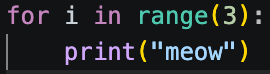 for i in range(3):
    print("meow")